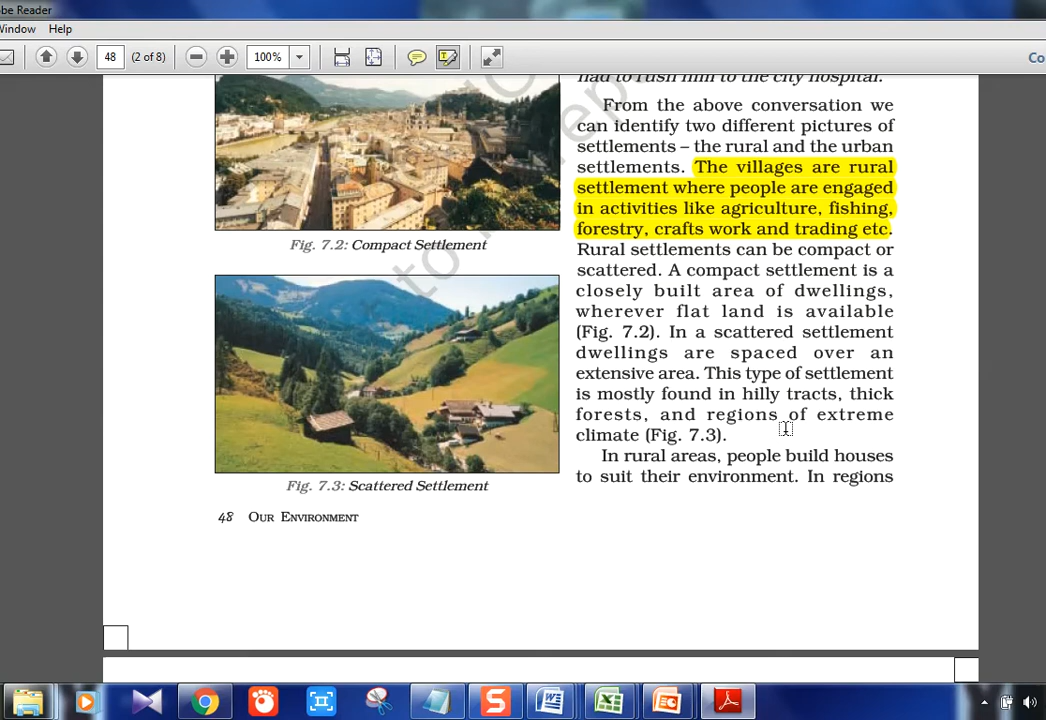 obe Reader
Window Help
48 (2 of 8) 100% Co
had to rush him to the city hospital.
From the above conversation we
can identify two different pictures of
settlements – the rural and the urban
settlements. The villages are rural
settlement where people are engaged
in activities like agriculture, fishing,
forestry, crafts work and trading etc.
Rural settlements can be compact or
scattered. A compact settlement is a
closely built area of dwellings,
wherever flat land is available
(Fig. 7.2). In a scattered settlement
dwellings are spaced over an
extensive area. This type of settlement
is mostly found in hilly tracts, thick
forests, and regions of extreme
climate (Fig. 7.3).
In rural areas, people build houses
to suit their environment. In regions
Fig. 7.2: Compact Settlement
Fig. 7.3: Scattered Settlement
48 OUR ENVIRONMENT